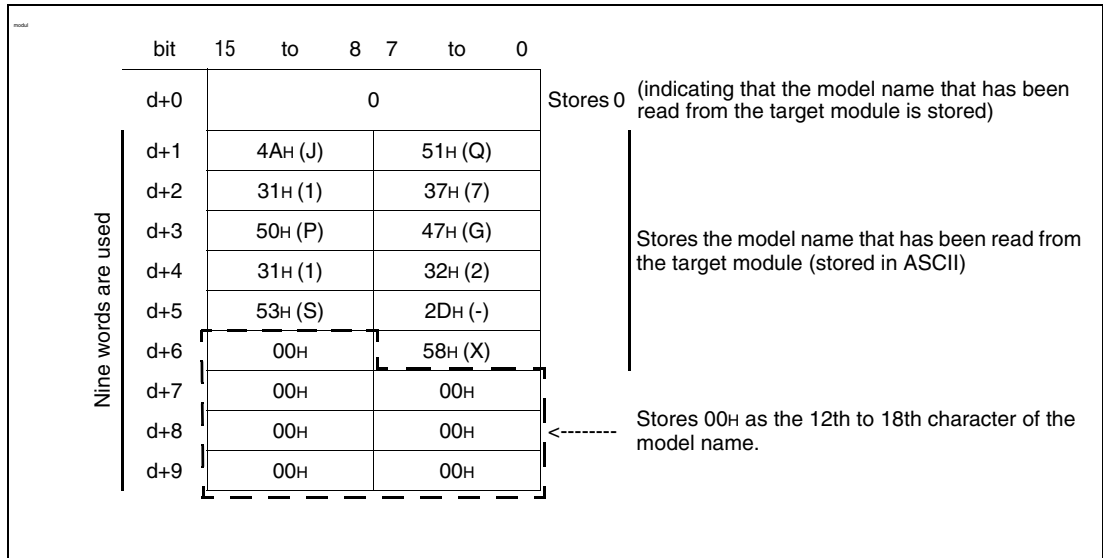 modul
bit 15 to 8 7 to 0
d+0 0 Stores 0 (indicating that the model name that has been
read from the target module is stored)
d+1 4AH (J) 51H (Q)
d+2 31H (1) 37H (7)
d+3 50H (P) 47H (G)
d+4 31H (1) 32H (2)
d+5 53H (S) 2DH (-)
d+6 00H 58H (X)
d+7 00H 00H
d+8 00H 00H
d+9 00H 00H
Nine words are used
Stores the model name that has been read from
the target module (stored in ASCII)
<-------- Stores 00H as the 12th to 18th character of the
model name.